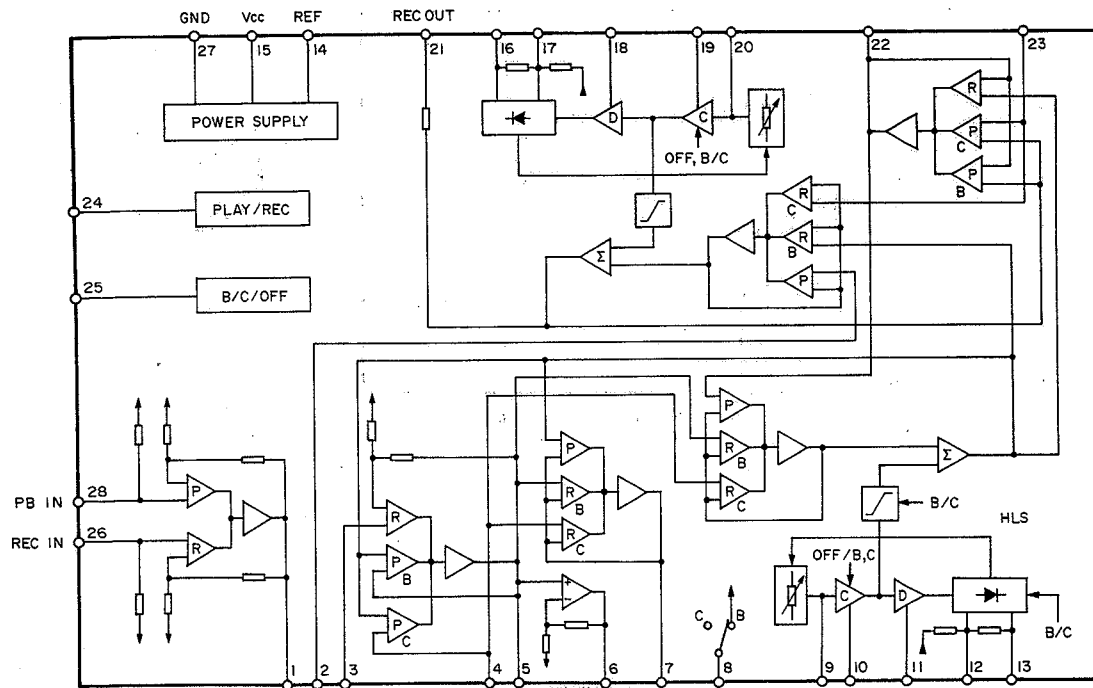 GND Vcc REF REC OUT
27 15 14 21 16 17 18 19 20 22 23
POWER SUPPLY
D C
OFF, B/C
R
P
C
P
B
24
PLAY/REC
R
C
R
B
P
Σ
25
B/C/OFF
P
R
B
R
C
Σ
B/C
HLS
PB IN 28
P
REC IN 26
R
R
P
B
P
C
P
R
B
R
C
+
−
C B
OFF/B,C
C D
B/C
1 2 3 4 5 6 7 8 9 10 11 12 13